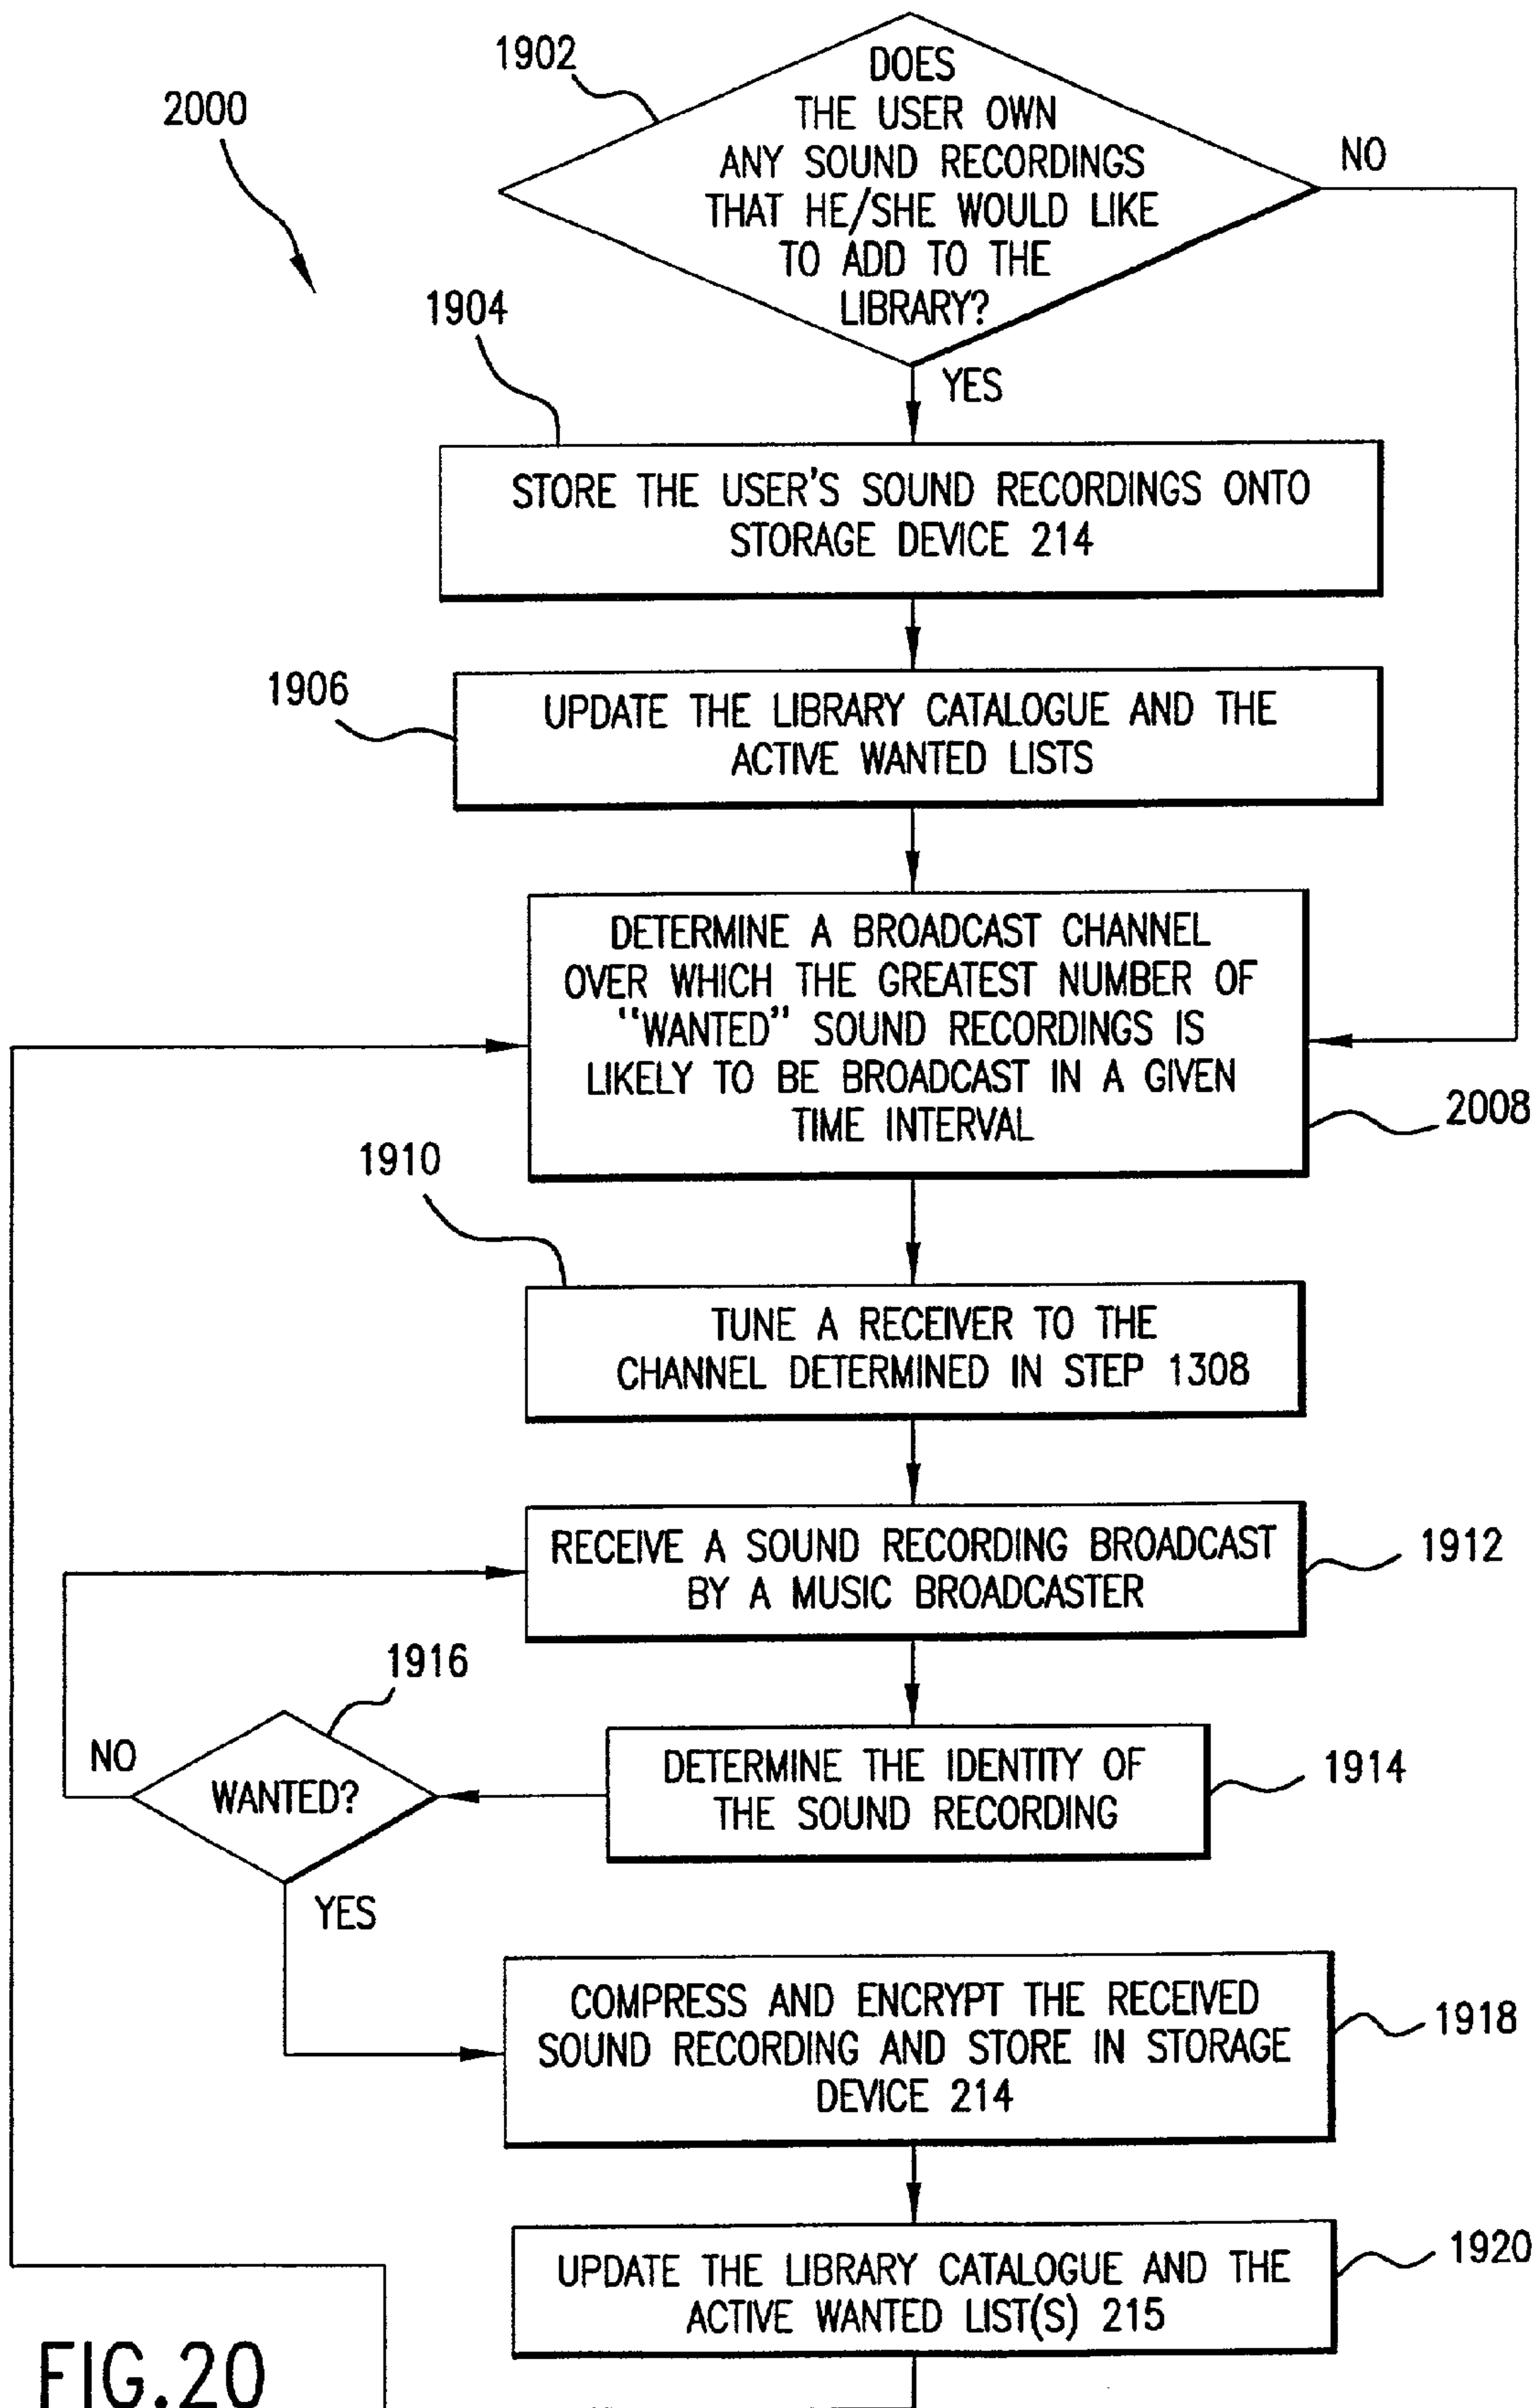 1902
2000
DOES
THE USER OWN
ANY SOUND RECORDINGS
THAT HE/SHE WOULD LIKE
TO ADD TO THE
LIBRARY?
NO
1904
YES
STORE THE USER'S SOUND RECORDINGS ONTO
STORAGE DEVICE 214
1906
UPDATE THE LIBRARY CATALOGUE AND THE
ACTIVE WANTED LISTS
DETERMINE A BROADCAST CHANNEL
OVER WHICH THE GREATEST NUMBER OF
"WANTED" SOUND RECORDINGS IS
LIKELY TO BE BROADCAST IN A GIVEN
TIME INTERVAL
2008
1910
TUNE A RECEIVER TO THE
CHANNEL DETERMINED IN STEP 1308
RECEIVE A SOUND RECORDING BROADCAST
BY A MUSIC BROADCASTER
1912
1916
NO
WANTED?
DETERMINE THE IDENTITY OF
THE SOUND RECORDING
1914
YES
COMPRESS AND ENCRYPT THE RECEIVED
SOUND RECORDING AND STORE IN STORAGE
DEVICE 214
1918
UPDATE THE LIBRARY CATALOGUE AND THE
ACTIVE WANTED LIST(S) 215
1920
FIG.20